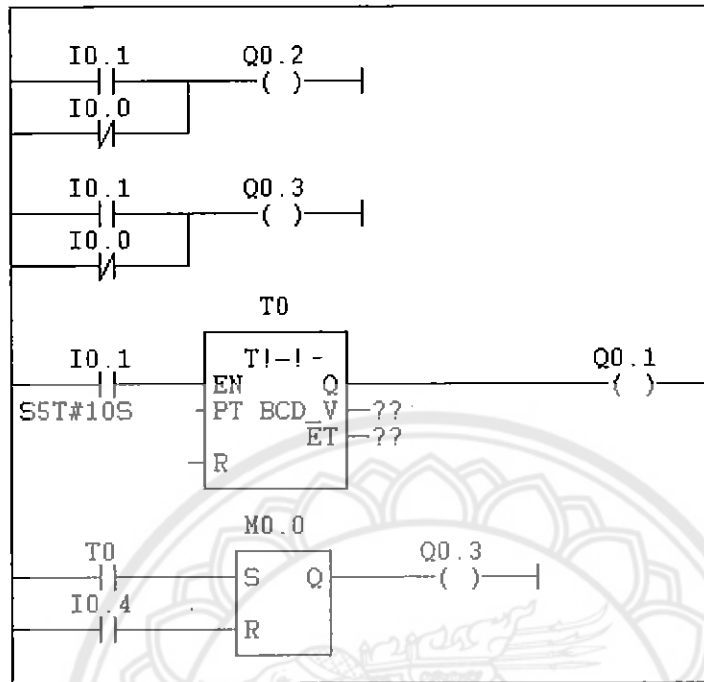 I0.1 Q0.2
( )
I0.0
I0.1 Q0.3
( )
I0.0
T0
I0.1 T!-!- Q0.1
EN Q ( )
S5T#10S PT BCD_V ??
ET ??
R
M0.0
T0 Q0.3
S Q ( )
I0.4
R